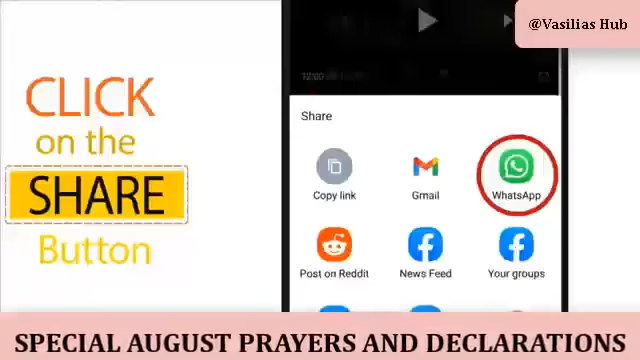 @Vasilias Hub
CLICK
on the
SHARE
Button
Share
Copy link
Gmail
WhatsApp
Post on Reddit
News Feed
Your groups
SPECIAL AUGUST PRAYERS AND DECLARATIONS